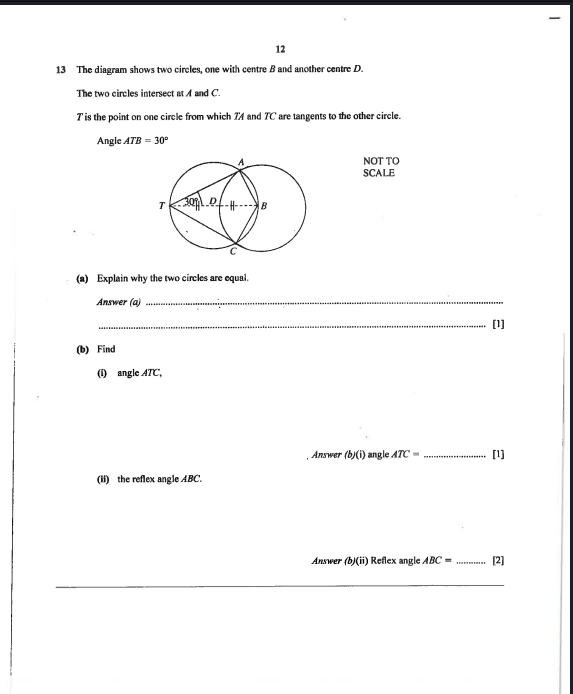 12
13 The diagram shows two circles, one with centre B and another centre D.
The two circles intersect at A and C.
T is the point on one circle from which TA and TC are tangents to the other circle.
Angle ATB = 30°
NOT TO
SCALE
A
T 30° D B
C
(a) Explain why the two circles are equal.
Answer (a) ................................................................
................................................................ [1]
(b) Find
(i) angle ATC,
Answer (b)(i) angle ATC = ........................ [1]
(ii) the reflex angle ABC.
Answer (b)(ii) Reflex angle ABC = ............ [2]